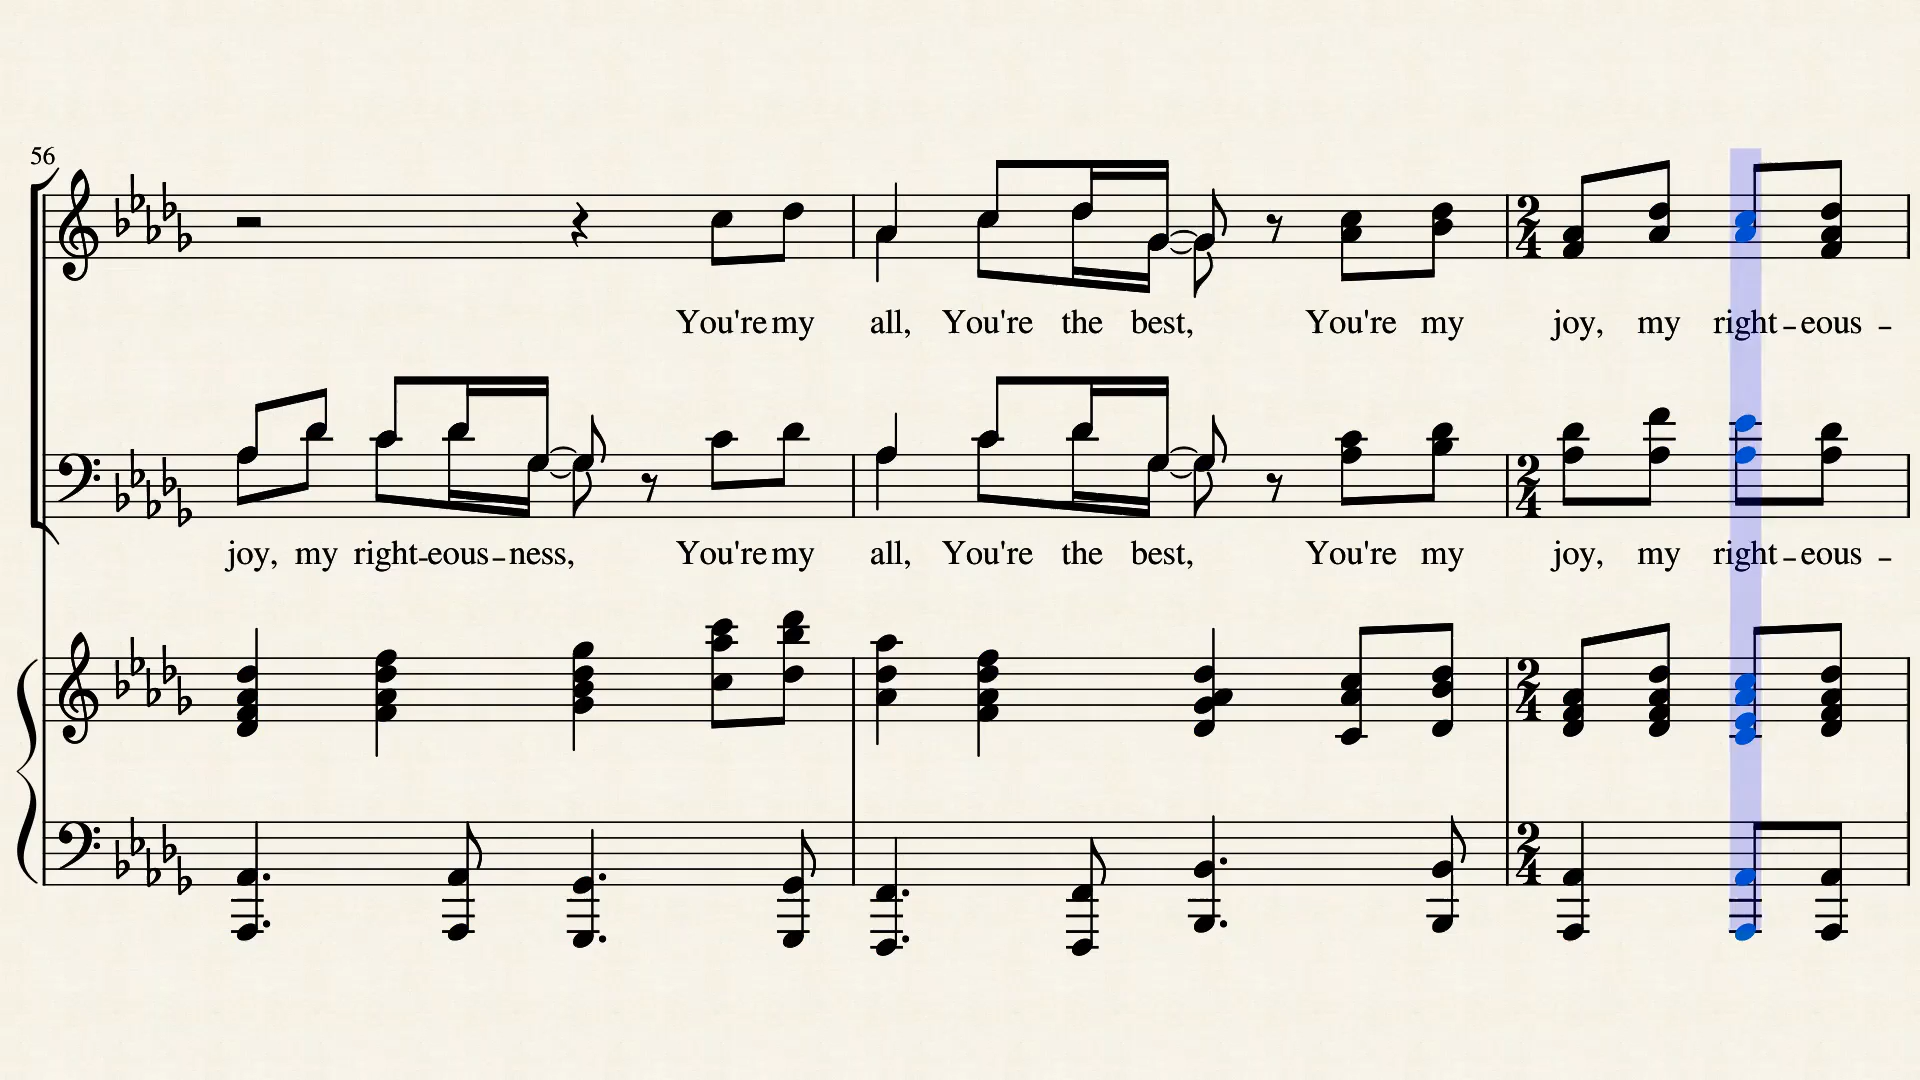 56
You're my all, You're the best, You're my joy, my right-eous-
joy, my right-eous-ness, You're my all, You're the best, You're my joy, my right-eous-